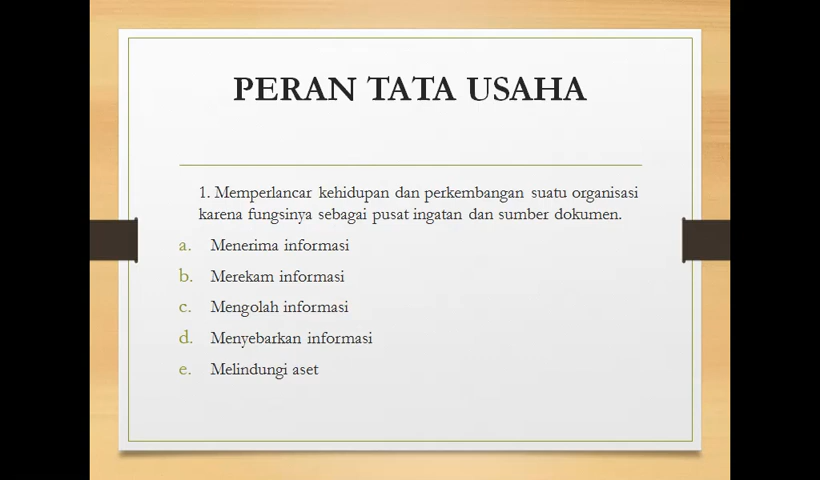 PERAN TATA USAHA
1. Memperlancar kehidupan dan perkembangan suatu organisasi
karena fungsinya sebagai pusat ingatan dan sumber dokumen.
a. Menerima informasi
b. Merekam informasi
c. Mengolah informasi
d. Menyebarkan informasi
e. Melindungi aset